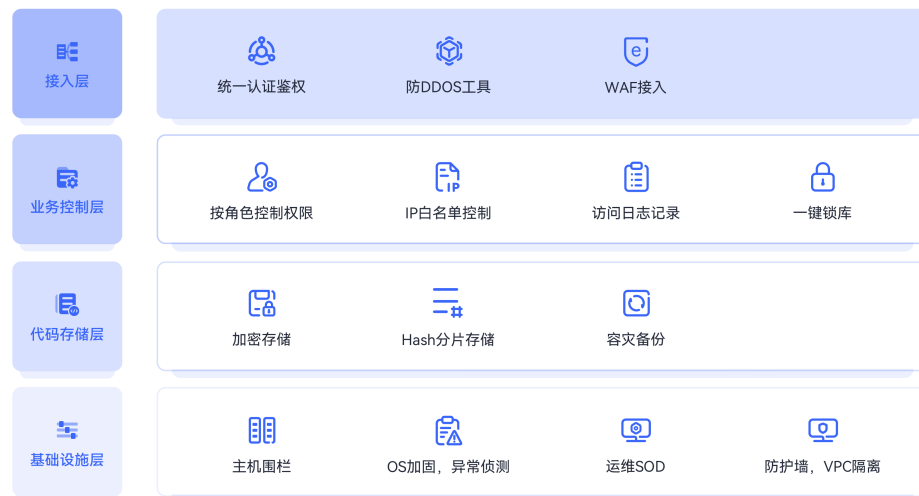 接入层
统一认证鉴权
防DDOS工具
WAF接入
业务控制层
按角色控制权限
IP白名单控制
访问日志记录
一键锁库
代码存储层
加密存储
Hash分片存储
容灾备份
基础设施层
主机围栏
OS加固，异常侦测
运维SOD
防护墙，VPC隔离